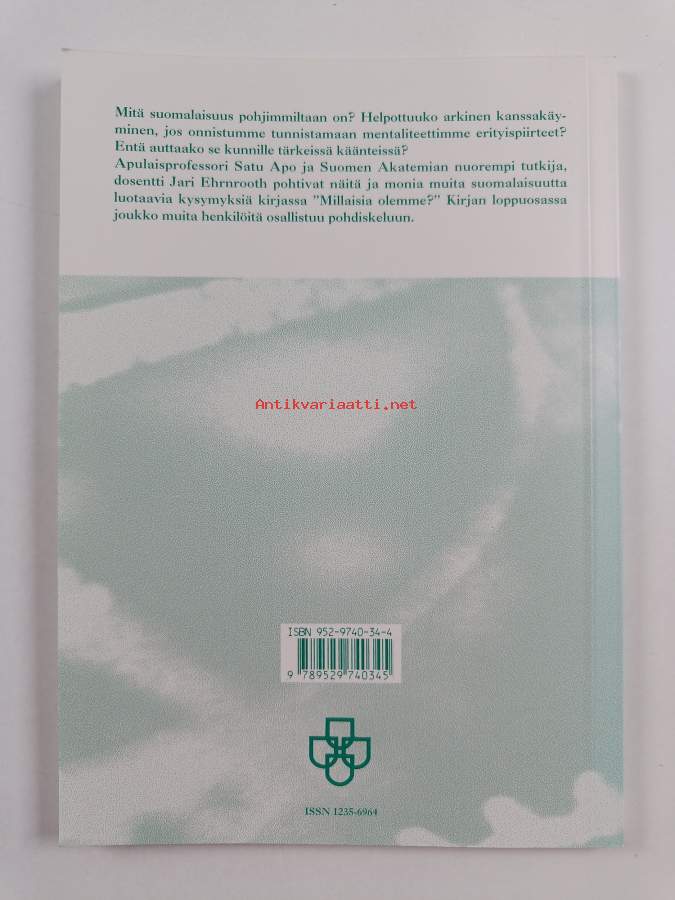 Mitä suomalaisuus pohjimmiltaan on? Helpottuuko arkinen kanssakäy-
minen, jos onnistumme tunnistamaan mentaliteettimme erityispiirteet?
Entä auttaako se kunnille tärkeissä käänteissä?
Apulaisprofessori Satu Apo ja Suomen Akatemian nuorempi tutkija,
dosentti Jari Ehrnrooth pohtivat näitä ja monia muita suomalaisuutta
luotaavia kysymyksiä kirjassa ”Millaisia olemme?” Kirjan loppuosassa
joukko muita henkilöitä osallistuu pohdiskeluun.
Antikvariaatti.net
ISBN 952-9740-34-4
9 789529 740345
ISSN 1235-6964